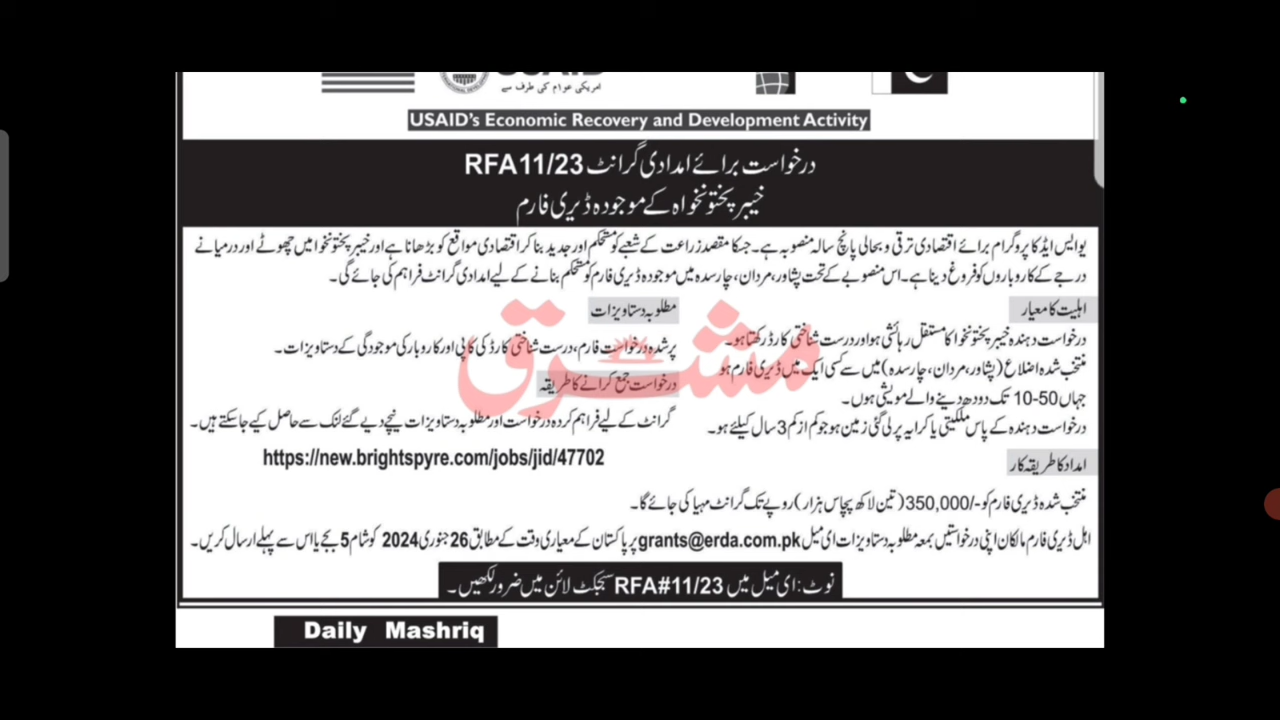 امریکی عوام کی طرف سے
USAID's Economic Recovery and Development Activity
درخواست برائے امدادی گرانٹ RFA11/23
خیبر پختونخواہ کے موجودہ ڈیری فارم
یو ایس ایڈ کا پروگرام برائے اقتصادی ترقی و بحالی پانچ سالہ منصوبہ ہے۔ جسکا مقصد زراعت کے شعبے کو مستحکم اور جدید بنا کر اقتصادی مواقع کو بڑھانا ہے اور خیبر پختونخوا میں چھوٹے اور درمیانے
درجے کے کاروباروں کو فروغ دینا ہے۔ اس منصوبے کے تحت پشاور، مردان، چارسدہ میں موجودہ ڈیری فارم کو مستحکم بنانے کے لیے امدادی گرانٹ فراہم کی جائے گی۔
اہلیت کا معیار
درخواست دہندہ خیبر پختونخوا کا مستقل رہائشی ہو اور درست شناختی کارڈ رکھتا ہو۔
منتخب شدہ اضلاع (پشاور، مردان، چارسدہ) میں سے کسی ایک میں ڈیری فارم ہو
جہاں 50-10 تک دودھ دینے والے مویشی ہوں۔
درخواست دہندہ کے پاس ملکیتی یا کرایہ پر لی گئی زمین ہو جو کم از کم 3 سال کیلئے ہو۔
امداد کا طریقہ کار
مطلوبہ دستاویزات
پر شدہ درخواست فارم، درست شناختی کارڈ کی کاپی اور کاروبار کی موجودگی کے دستاویزات۔
درخواست جمع کرانے کا طریقہ
گرانٹ کے لیے فراہم کردہ درخواست اور مطلوبہ دستاویزات نیچے دیے گئے لنک سے حاصل کیے جا سکتے ہیں۔
https://new.brightspyre.com/jobs/jid/47702
منتخب شدہ ڈیری فارم کو -/350,000 (تین لاکھ پچاس ہزار) روپے تک گرانٹ مہیا کی جائے گا۔
اہل ڈیری فارم مالکان اپنی درخواستیں بمعہ مطلوبہ دستاویزات ای میل grants@erda.com.pk پر پاکستان کے معیاری وقت کے مطابق 26 جنوری 2024 کو شام 5 بجے یا اس سے پہلے ارسال کریں۔
نوٹ: ای میل میں RFA#11/23 سبجکٹ لائن میں ضرور لکھیں۔
مشرق
Daily Mashriq